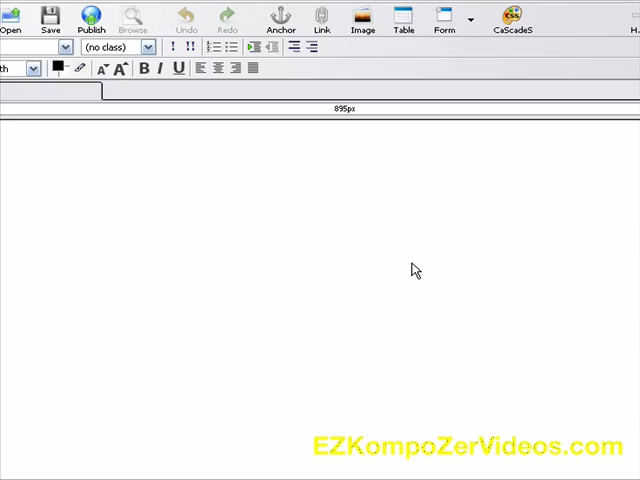 Open Save Publish Browse Undo Redo Anchor Link Image Table Form CaScadeS
(no class) ! !!
A A B I U
895px
EZKompoZerVideos.com